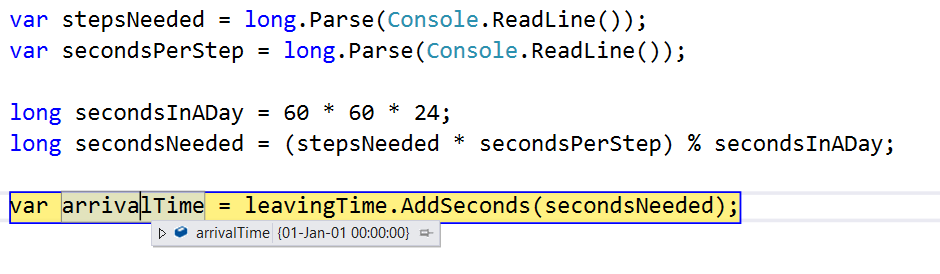 var stepsNeeded = long.Parse(Console.ReadLine());
var secondsPerStep = long.Parse(Console.ReadLine());
long secondsInADay = 60 * 60 * 24;
long secondsNeeded = (stepsNeeded * secondsPerStep) % secondsInADay;
var arrivalTime = leavingTime.AddSeconds(secondsNeeded);
arrivalTime {01-Jan-01 00:00:00}